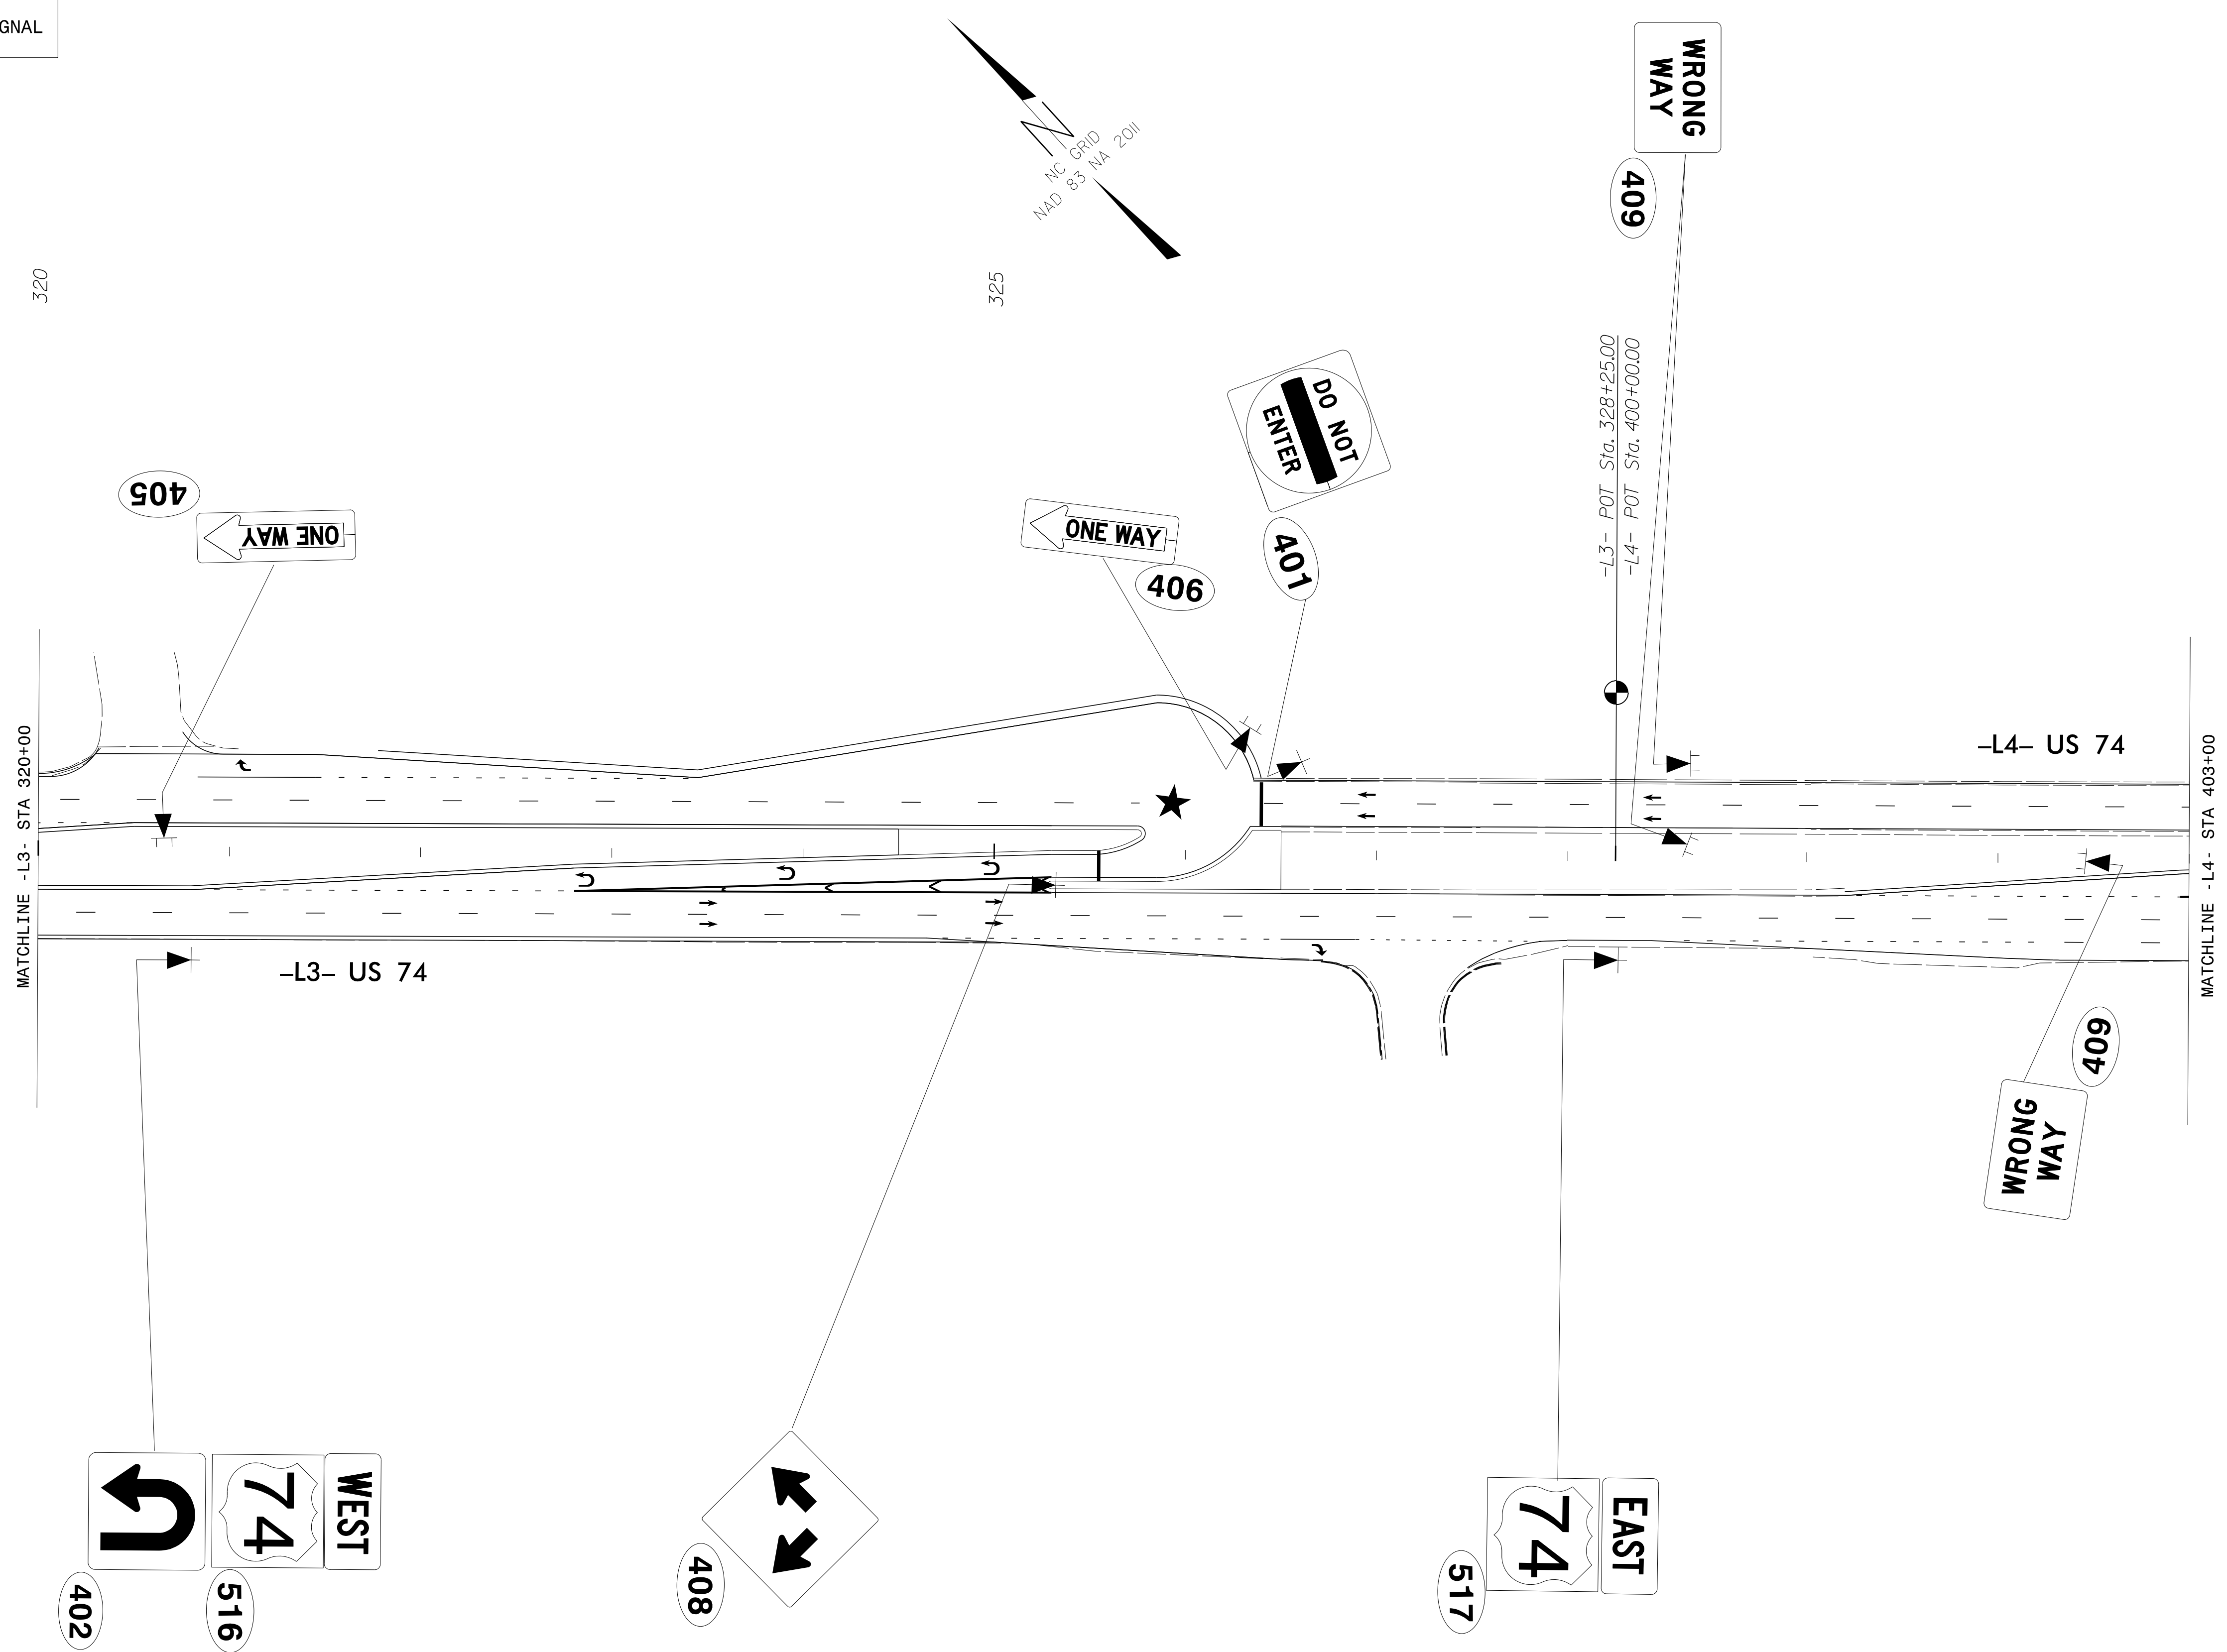 GNAL
WRONG
WAY
409
NC GRID
NAD 83 NA 2011
320
325
DO NOT
ENTER
401
-L3- POT Sta. 328+25.00
-L4- POT Sta. 400+00.00
405
ONE WAY
ONE WAY
406
MATCHLINE -L3- STA 320+00
-L4- US 74
MATCHLINE -L4- STA 403+00
-L3- US 74
409
WRONG
WAY
WEST
74
402
516
408
EAST
74
517